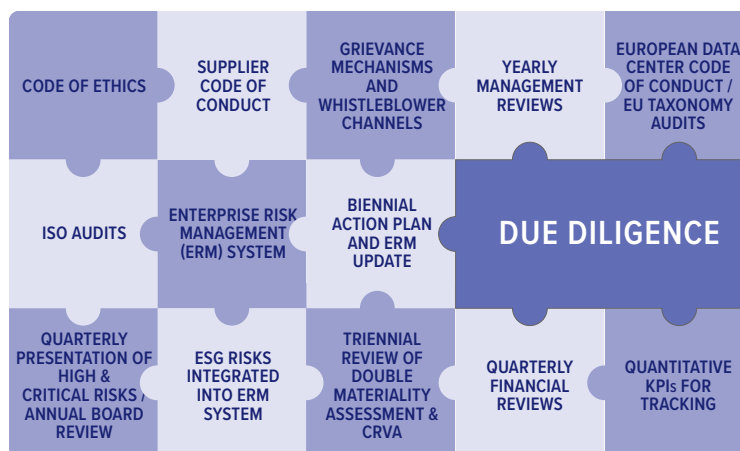 CODE OF ETHICS
SUPPLIER
CODE OF
CONDUCT
GRIEVANCE
MECHANISMS
AND
WHISTLEBLOWER
CHANNELS
YEARLY
MANAGEMENT
REVIEWS
EUROPEAN DATA
CENTER CODE
OF CONDUCT /
EU TAXONOMY
AUDITS
ISO AUDITS
ENTERPRISE RISK
MANAGEMENT
(ERM) SYSTEM
BIENNIAL
ACTION PLAN
AND ERM
UPDATE
DUE DILIGENCE
QUARTERLY
PRESENTATION OF
HIGH &
CRITICAL RISKS /
ANNUAL BOARD
REVIEW
ESG RISKS
INTEGRATED
INTO ERM
SYSTEM
TRIENNIAL
REVIEW OF
DOUBLE
MATERIALITY
ASSESSMENT &
CRVA
QUARTERLY
FINANCIAL
REVIEWS
QUANTITATIVE
KPIs FOR
TRACKING